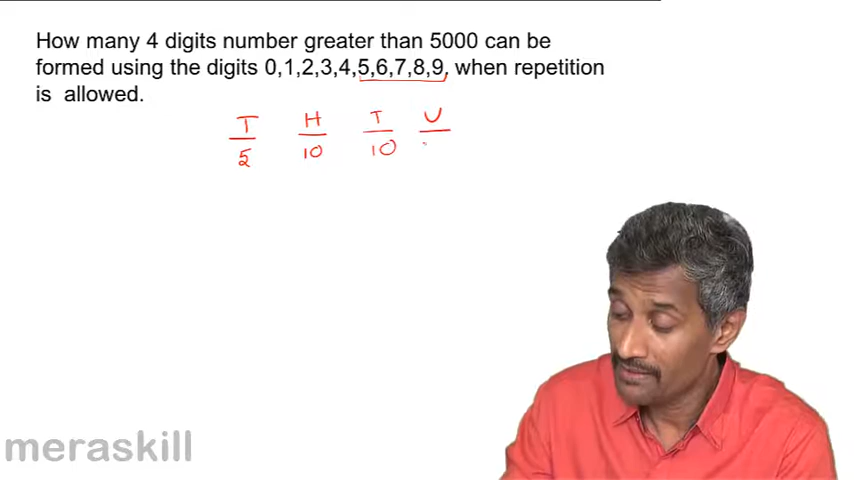 How many 4 digits number greater than 5000 can be
formed using the digits 0,1,2,3,4,5,6,7,8,9, when repetition
is allowed.
T H T U
5 10 10
meraskill